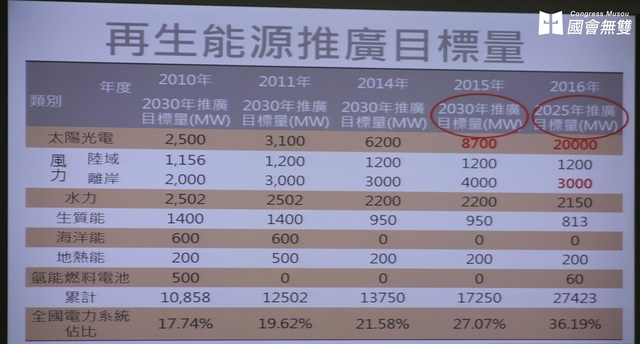 Congress Musou
國會無雙
再生能源推廣目標量
年度 2010年 2011年 2014年 2015年 2016年
類別 2030年推廣目標量(MW) 2030年推廣目標量(MW) 2030年推廣目標量(MW) 2030年推廣目標量(MW) 2025年推廣目標量(MW)
太陽光電 2,500 3,100 6200 8700 20000
風力 陸域 1,156 1,200 1200 1200 1200
離岸 2,000 3,000 3000 4000 3000
水力 2,502 2502 2200 2200 2150
生質能 1400 1400 950 950 813
海洋能 600 600 0 0 0
地熱能 200 500 200 200 200
氫能燃料電池 500 0 0 0 60
累計 10,858 12502 13750 17250 27423
全國電力系統佔比 17.74% 19.62% 21.58% 27.07% 36.19%